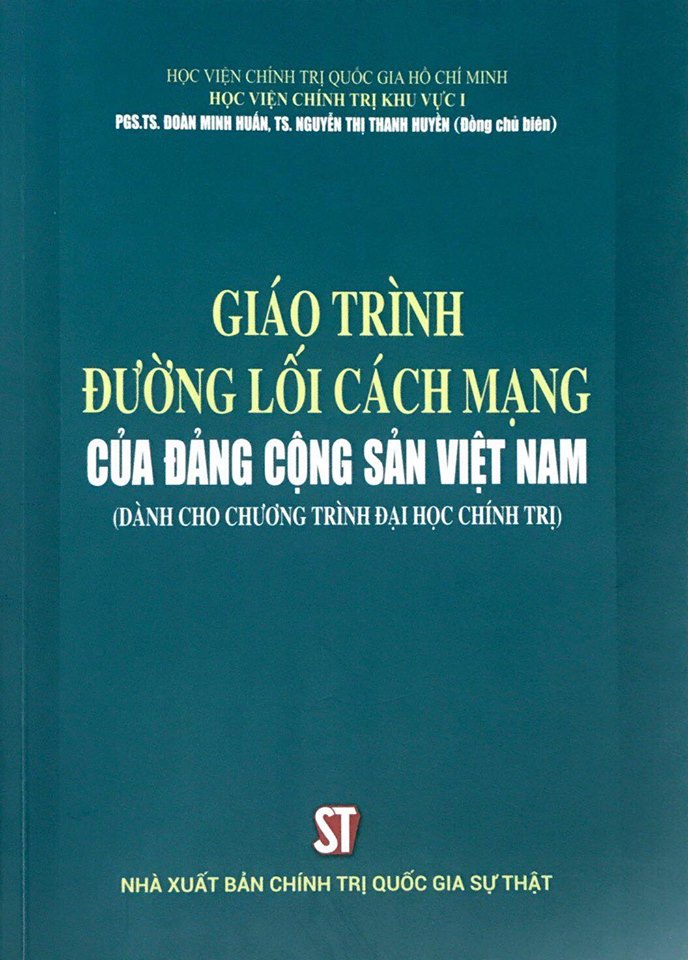 HỌC VIỆN CHÍNH TRỊ QUỐC GIA HỒ CHÍ MINH
HỌC VIỆN CHÍNH TRỊ KHU VỰC I
PGS.TS. ĐOÀN MINH HUẤN, TS. NGUYỄN THỊ THANH HUYỀN (Đồng chủ biên)
GIÁO TRÌNH
ĐƯỜNG LỐI CÁCH MẠNG
CỦA ĐẢNG CỘNG SẢN VIỆT NAM
(DÀNH CHO CHƯƠNG TRÌNH ĐẠI HỌC CHÍNH TRỊ)
ST
NHÀ XUẤT BẢN CHÍNH TRỊ QUỐC GIA SỰ THẬT